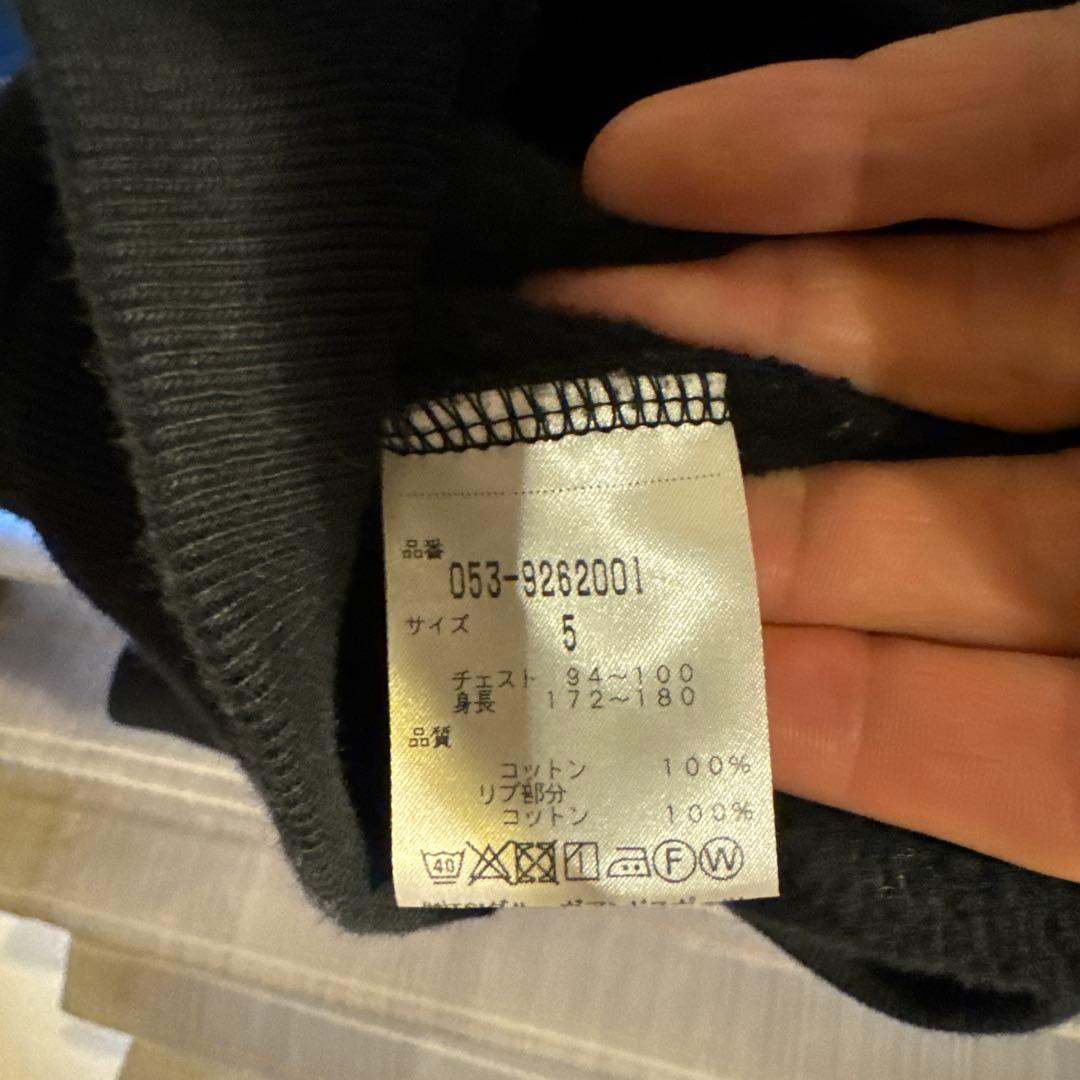 品番
053-9262001
サイズ 5
チェスト 94～100
身長 172～180
品質
コットン 100%
リブ部分
コットン 100%
40 F W